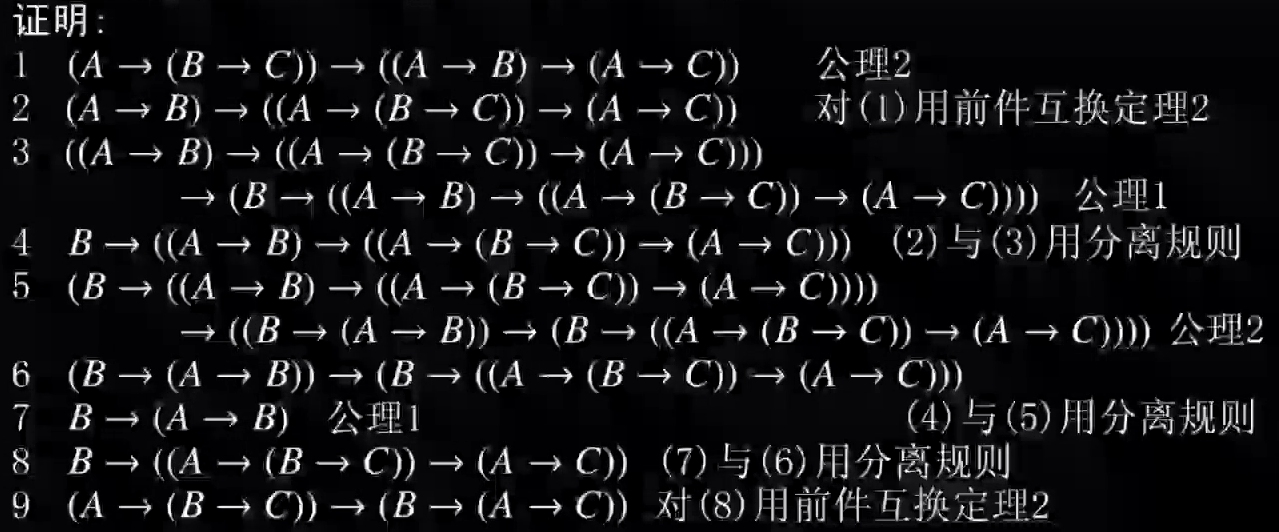 证明:
1 (A → (B → C)) → ((A → B) → (A → C)) 公理2
2 (A → B) → ((A → (B → C)) → (A → C)) 对(1)用前件互换定理2
3 ((A → B) → ((A → (B → C)) → (A → C)))
→ (B → ((A → B) → ((A → (B → C)) → (A → C)))) 公理1
4 B → ((A → B) → ((A → (B → C)) → (A → C))) (2)与(3)用分离规则
5 (B → ((A → B) → ((A → (B → C)) → (A → C))))
→ ((B → (A → B)) → (B → ((A → (B → C)) → (A → C)))) 公理2
6 (B → (A → B)) → (B → ((A → (B → C)) → (A → C)))
7 B → (A → B) 公理1 (4)与(5)用分离规则
8 B → ((A → (B → C)) → (A → C)) (7)与(6)用分离规则
9 (A → (B → C)) → (B → (A → C)) 对(8)用前件互换定理2